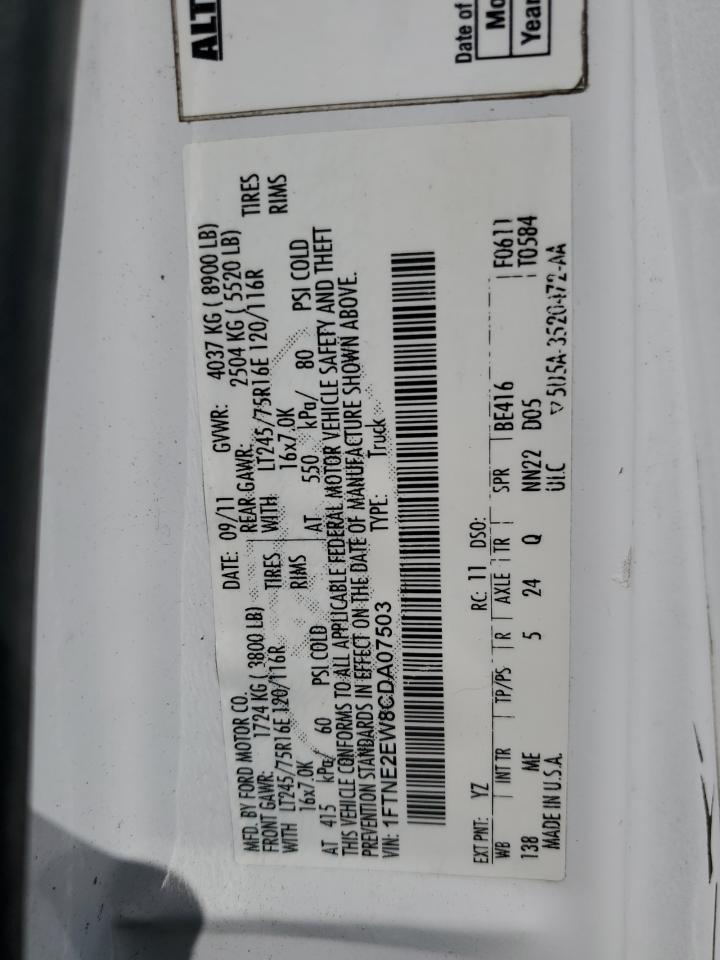 ALT
Date of
Mo
Year
MFD. BY FORD MOTOR CO. DATE: 09/11 GVWR: 4037 KG ( 8900 LB)
FRONT GAWR: 1724 KG ( 3800 LB) REAR GAWR: 2504 KG ( 5520 LB)
WITH LT245/75R16E 120/116R TIRES WITH LT245/75R16E 120/116R TIRES
16x7.0K RIMS 16x7.0K RIMS
AT 415 kPa/ 60 PSI COLD AT 550 kPa/ 80 PSI COLD
THIS VEHICLE CONFORMS TO ALL APPLICABLE FEDERAL MOTOR VEHICLE SAFETY AND THEFT
PREVENTION STANDARDS IN EFFECT ON THE DATE OF MANUFACTURE SHOWN ABOVE.
VIN: 1FTNE2EW8CDA07503 TYPE: Truck
EXT PNT: YZ RC: 11 DSO: F0611
WB INT TR TP/PS R AXLE TR SPR BE416 T0584
138 ME 5 24 Q NN22 D05
MADE IN U.S.A. UIC ▽5U5A-3520472-AA